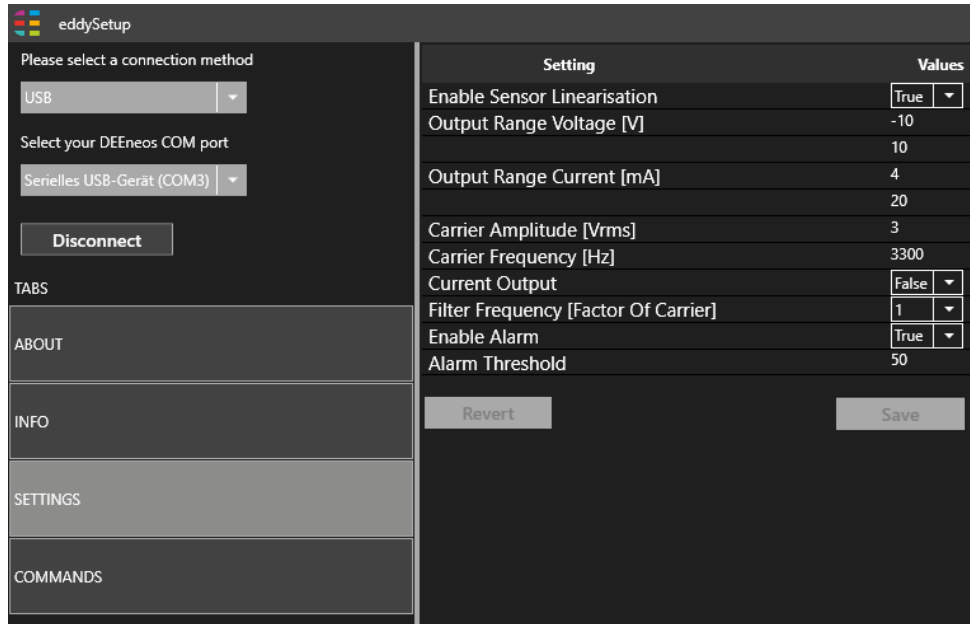 eddySetup
Please select a connection method
USB
Select your DEEneos COM port
Serielles USB-Gerät (COM3)
Disconnect
TABS
ABOUT
INFO
SETTINGS
COMMANDS
Setting Values
Enable Sensor Linearisation True
Output Range Voltage [V] -10
10
Output Range Current [mA] 4
20
Carrier Amplitude [Vrms] 3
Carrier Frequency [Hz] 3300
Current Output False
Filter Frequency [Factor Of Carrier] 1
Enable Alarm True
Alarm Threshold 50
Revert Save